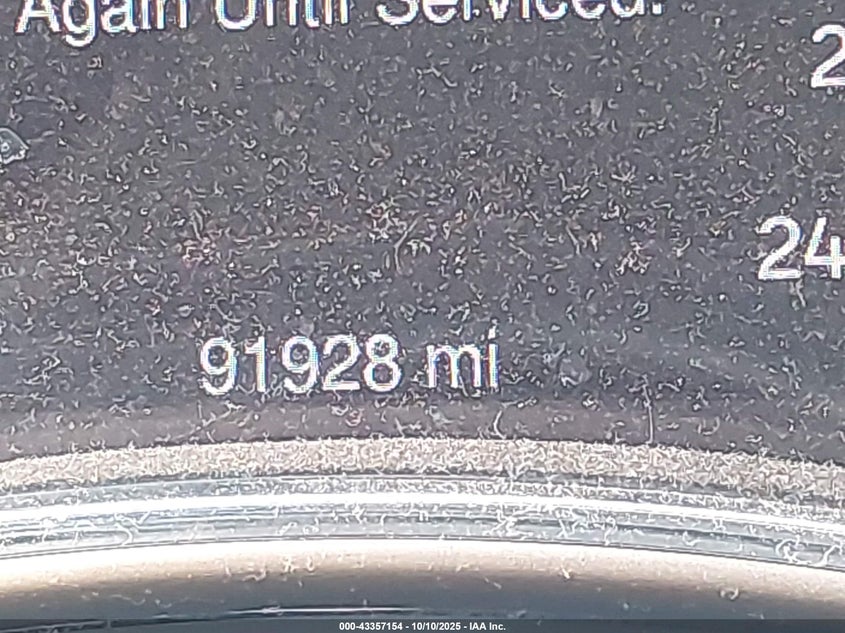 Again Until Serviced.
2
24
91928 mi
000-43357154 - 10/10/2025 - IAA Inc.